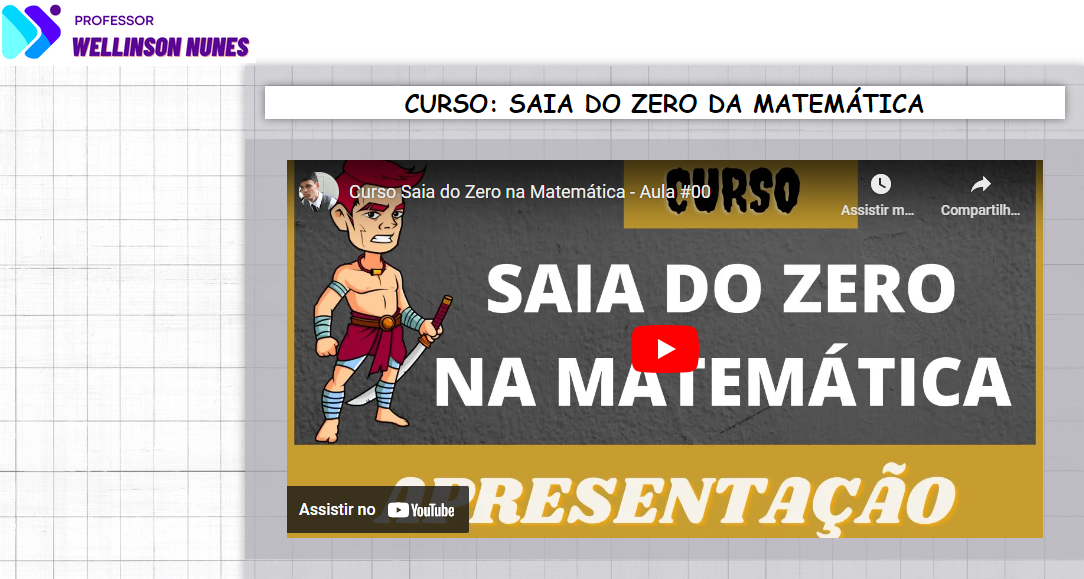 PROFESSOR
WELLINSON NUNES
CURSO: SAIA DO ZERO DA MATEMÁTICA
CURSO
Curso Saia do Zero na Matemática - Aula #00
Assistir m...
Compartilh...
SAIA DO ZERO
NA MATEMÁTICA
APRESENTAÇÃO
Assistir no YouTube